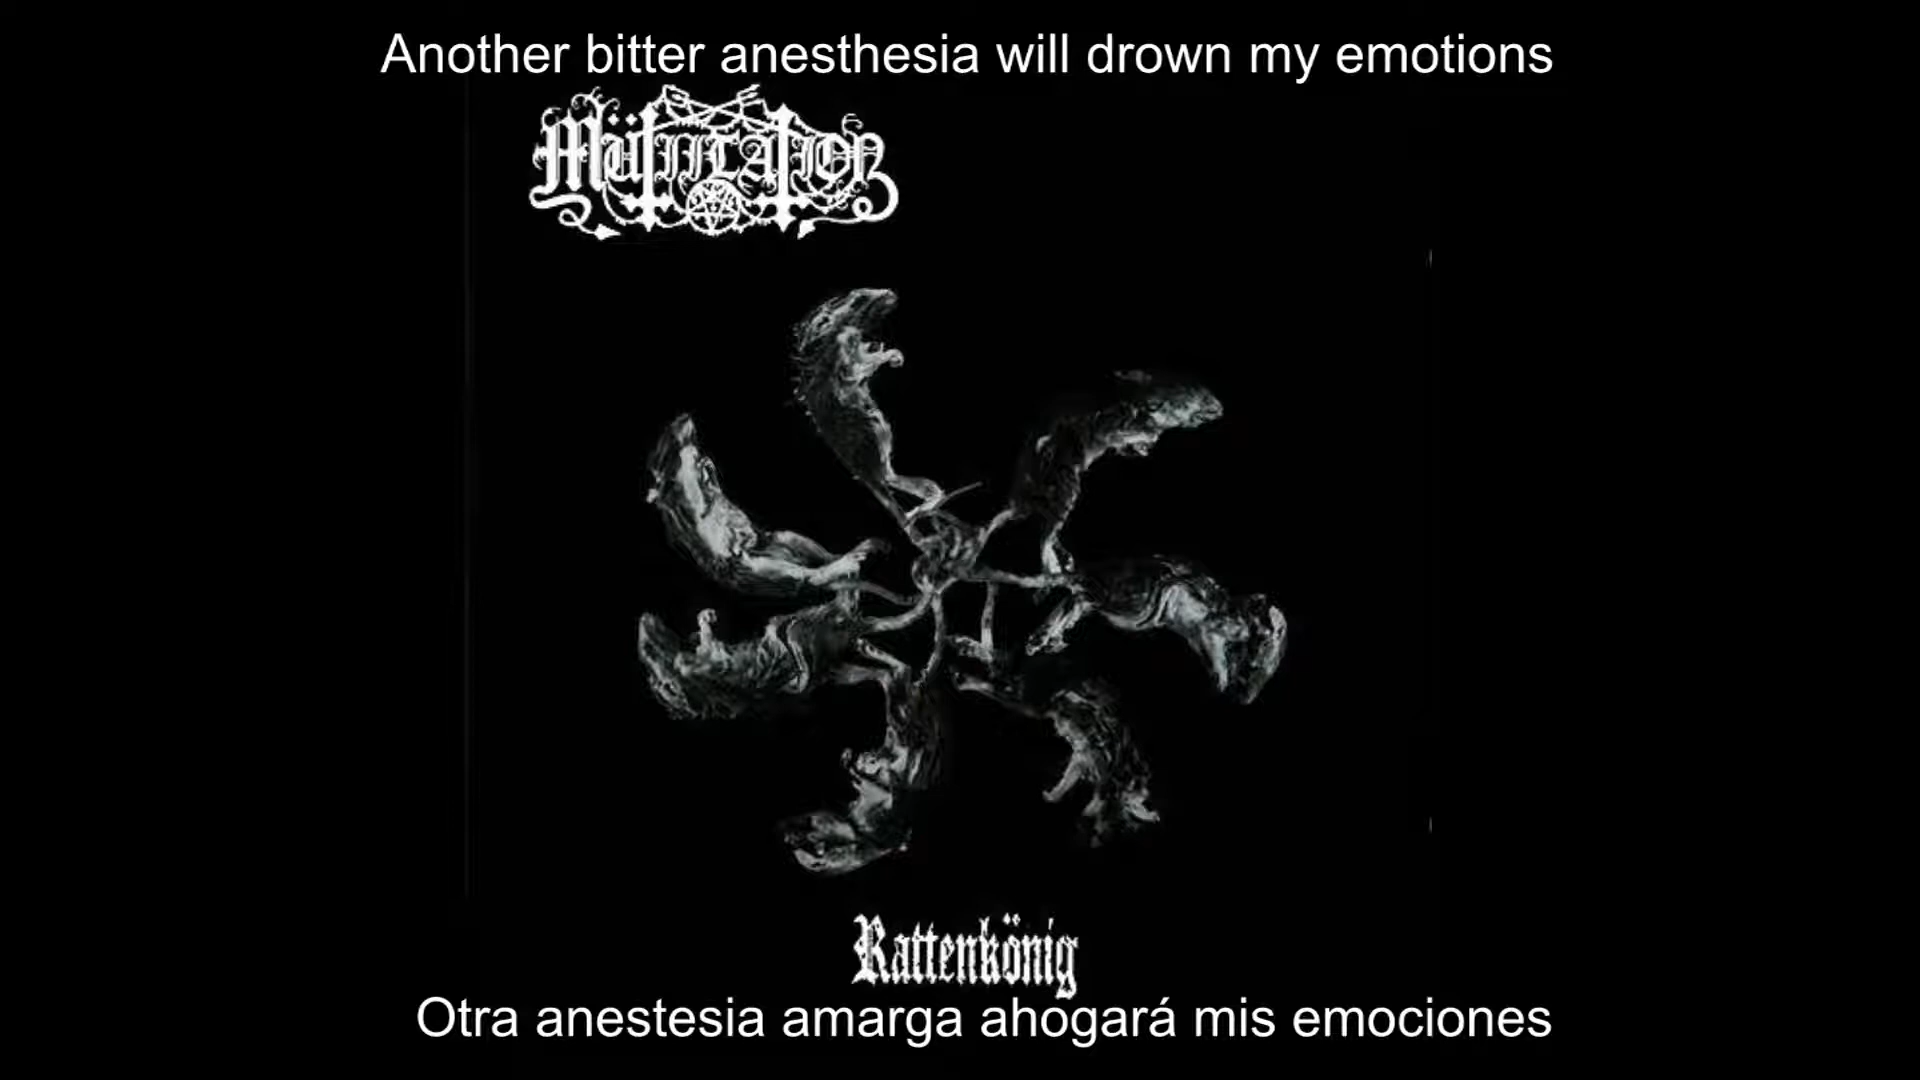 Another bitter anesthesia will drown my emotions
Mütiilation
Rattenkönig
Otra anestesia amarga ahogará mis emociones